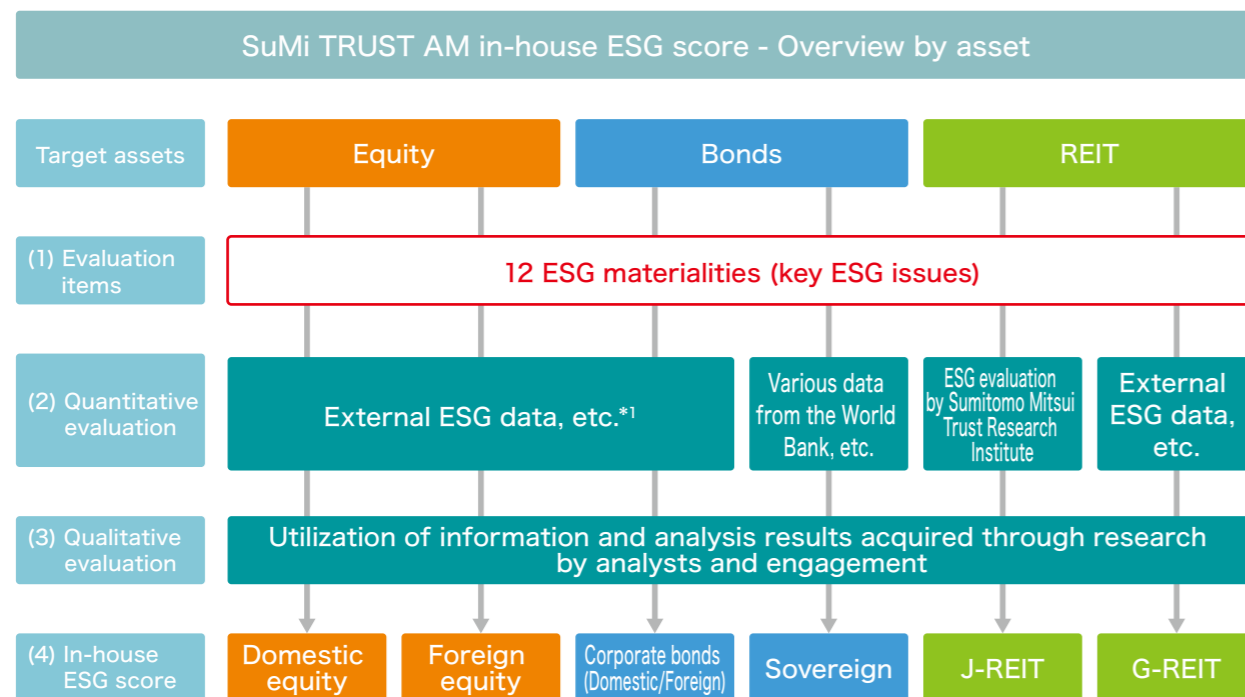 SuMi TRUST AM in-house ESG score - Overview by asset
Target assets
Equity
Bonds
REIT
(1) Evaluation
items
12 ESG materialities (key ESG issues)
(2) Quantitative
evaluation
External ESG data, etc.*1
Various data
from the World
Bank, etc.
ESG evaluation
by Sumitomo Mitsui
Trust Research
Institute
External
ESG data,
etc.
(3) Qualitative
evaluation
Utilization of information and analysis results acquired through research
by analysts and engagement
(4) In-house
ESG score
Domestic
equity
Foreign
equity
Corporate bonds
(Domestic/Foreign)
Sovereign
J-REIT
G-REIT